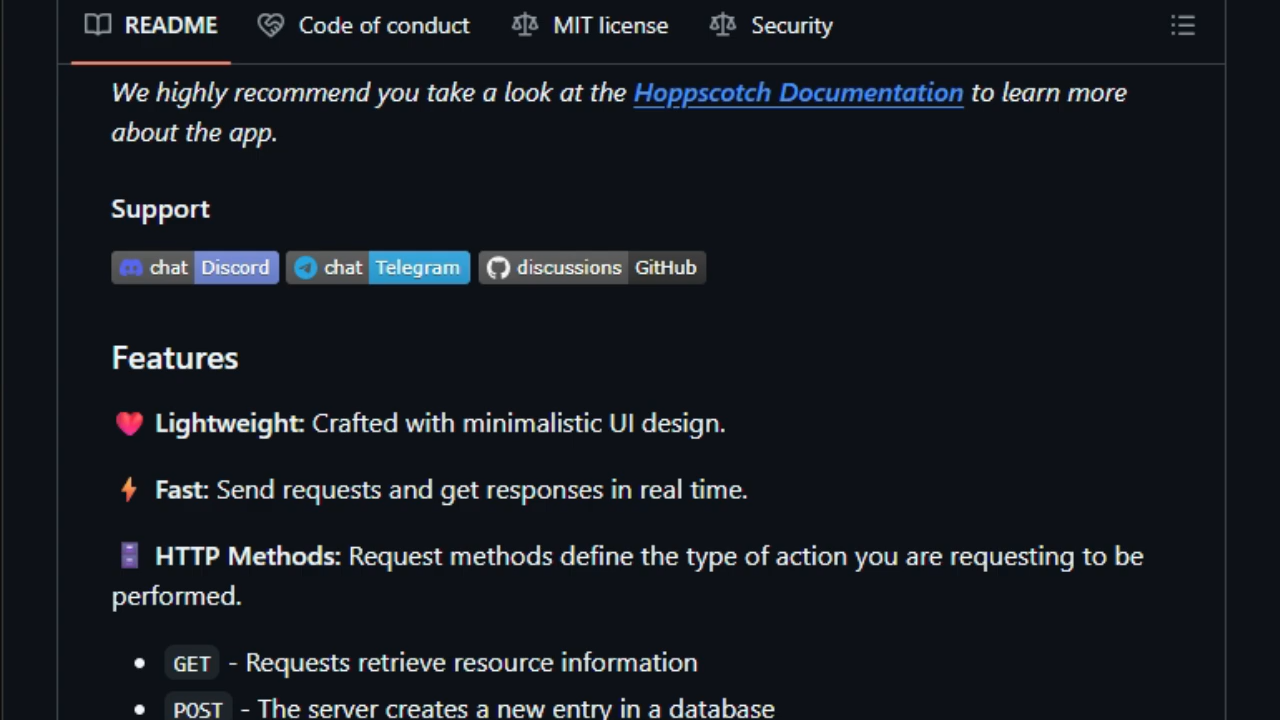 README Code of conduct MIT license Security
We highly recommend you take a look at the Hoppscotch Documentation to learn more
about the app.
Support
chat Discord chat Telegram discussions GitHub
Features
Lightweight: Crafted with minimalistic UI design.
Fast: Send requests and get responses in real time.
HTTP Methods: Request methods define the type of action you are requesting to be
performed.
GET - Requests retrieve resource information
POST - The server creates a new entry in a database